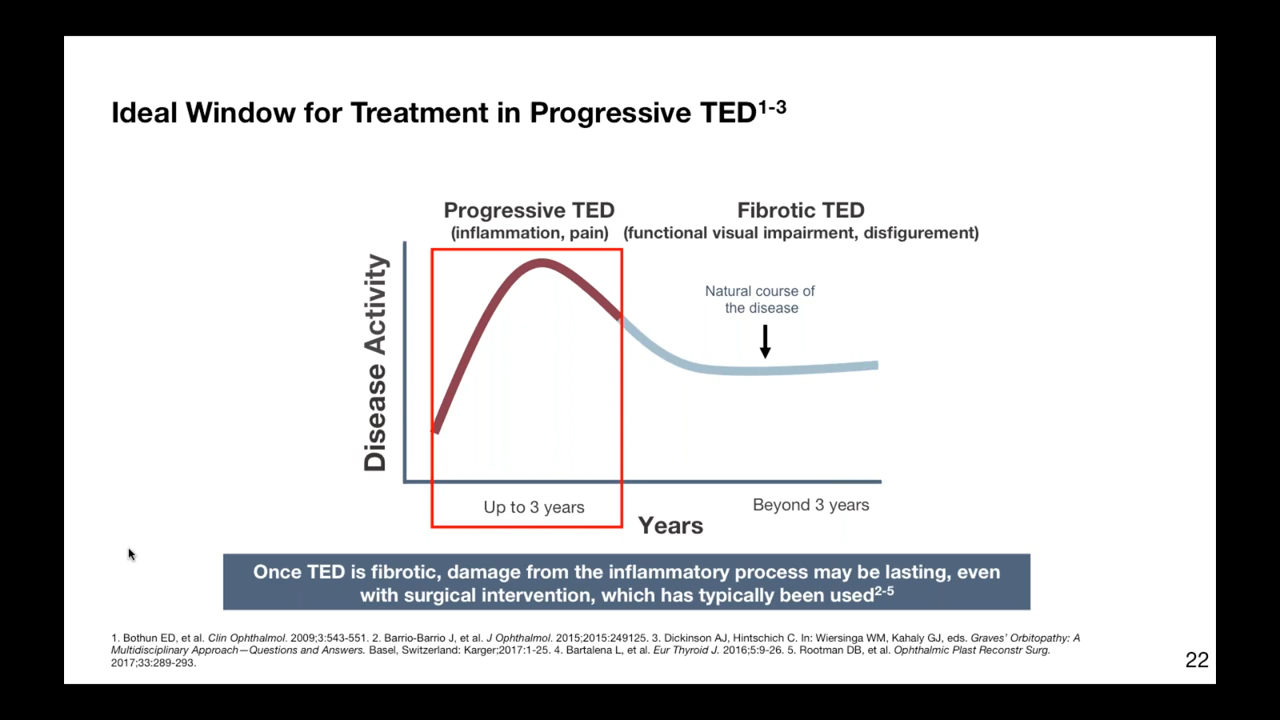 Ideal Window for Treatment in Progressive TED1-3
Progressive TED
(inflammation, pain)
Fibrotic TED
(functional visual impairment, disfigurement)
Disease Activity
Natural course of
the disease
Up to 3 years
Beyond 3 years
Years
Once TED is fibrotic, damage from the inflammatory process may be lasting, even
with surgical intervention, which has typically been used2-5
1. Bothun ED, et al. Clin Ophthalmol. 2009;3:543-551. 2. Barrio-Barrio J, et al. J Ophthalmol. 2015;2015:249125. 3. Dickinson AJ, Hintschich C. In: Wiersinga WM, Kahaly GJ, eds. Graves' Orbitopathy: A
Multidisciplinary Approach—Questions and Answers. Basel, Switzerland: Karger;2017:1-25. 4. Bartalena L, et al. Eur Thyroid J. 2016;5:9-26. 5. Rootman DB, et al. Ophthalmic Plast Reconstr Surg.
2017;33:289-293.
22